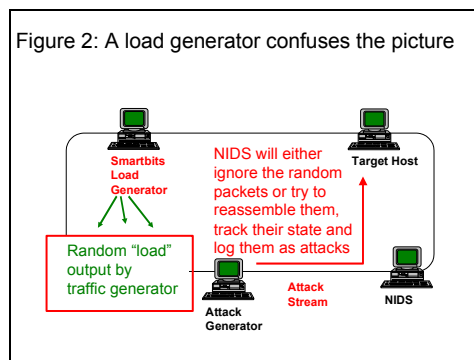 Figure 2: A load generator confuses the picture
Smartbits
Load
Generator
NIDS will either
ignore the random
packets or try to
reassemble them,
track their state and
log them as attacks
Target Host
Random “load”
output by
traffic generator
Attack
Generator
Attack
Stream
NIDS